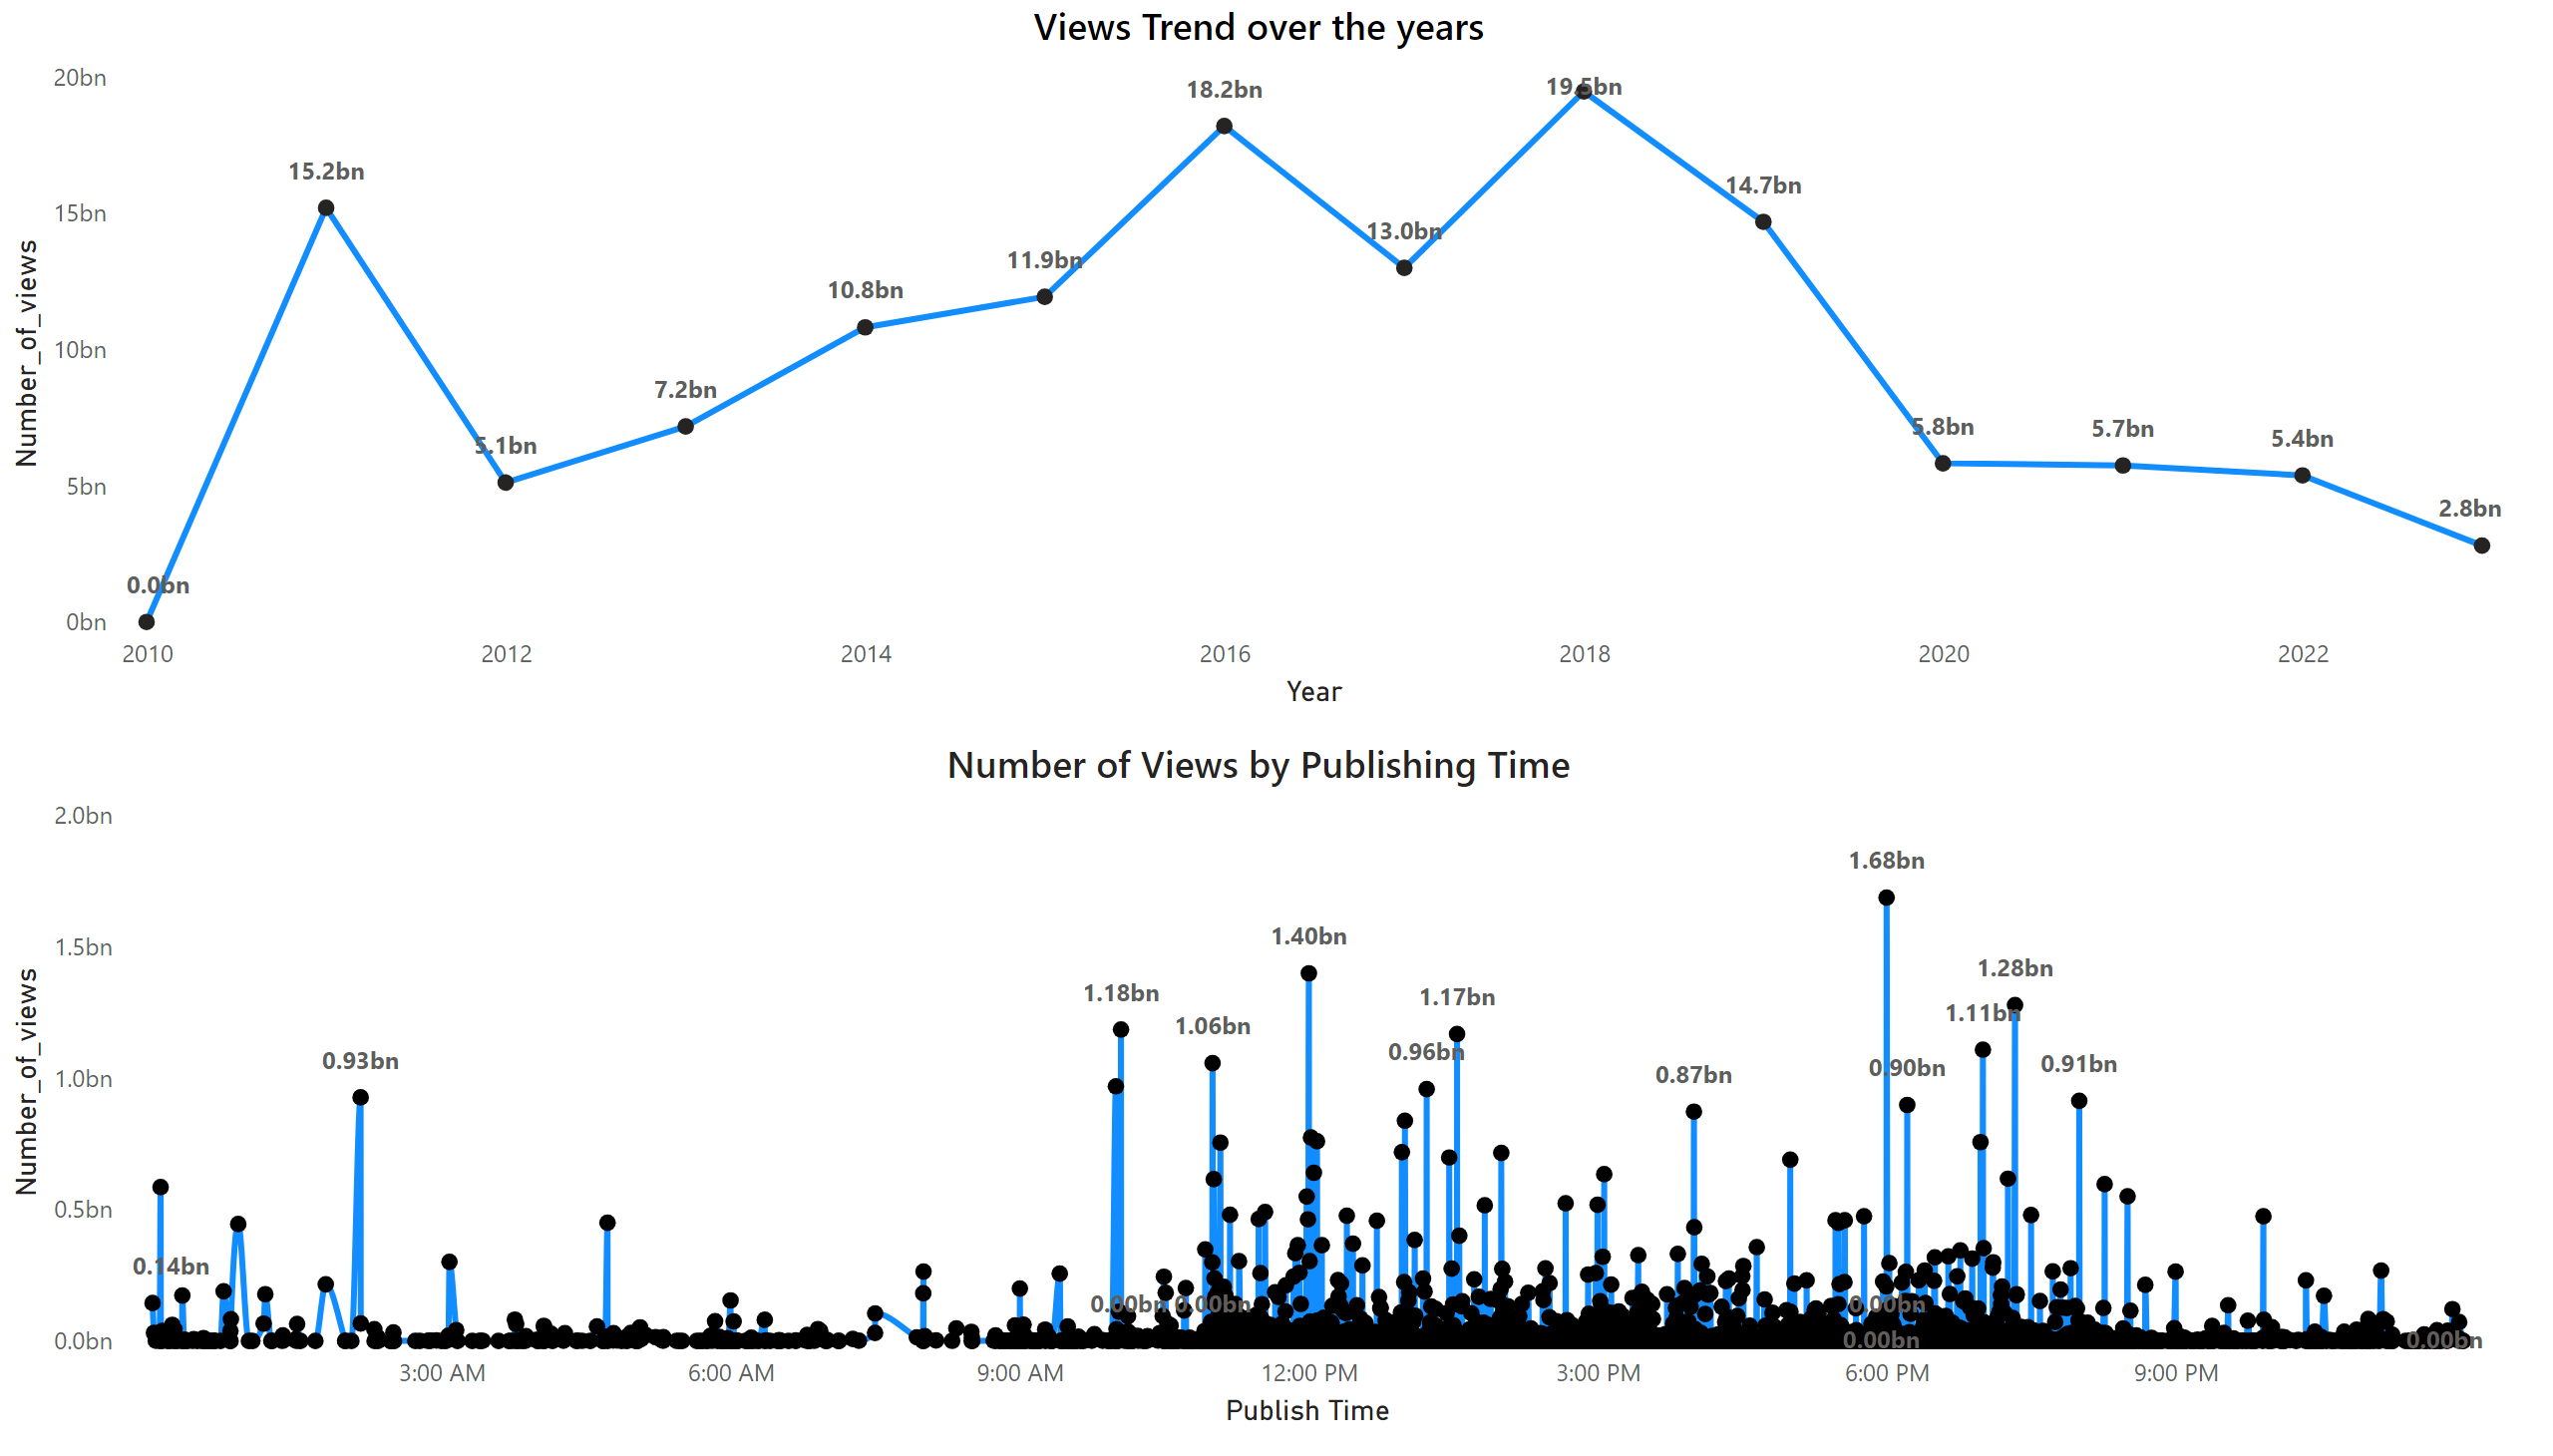 Views Trend over the years
20bn
15bn
10bn
5bn
0bn
Number_of_views
0.0bn
15.2bn
5.1bn
7.2bn
10.8bn
11.9bn
18.2bn
13.0bn
19.5bn
14.7bn
5.8bn
5.7bn
5.4bn
2.8bn
2010 2012 2014 2016 2018 2020 2022
Year
Number of Views by Publishing Time
2.0bn
1.5bn
1.0bn
0.5bn
0.0bn
Number_of_views
0.14bn
0.93bn
1.18bn
0.00bn
1.06bn
0.00bn
1.40bn
0.96bn
1.17bn
0.87bn
1.68bn
0.90bn
0.00bn
0.00bn
1.11bn
1.28bn
0.91bn
0.00bn
3:00 AM 6:00 AM 9:00 AM 12:00 PM 3:00 PM 6:00 PM 9:00 PM
Publish Time